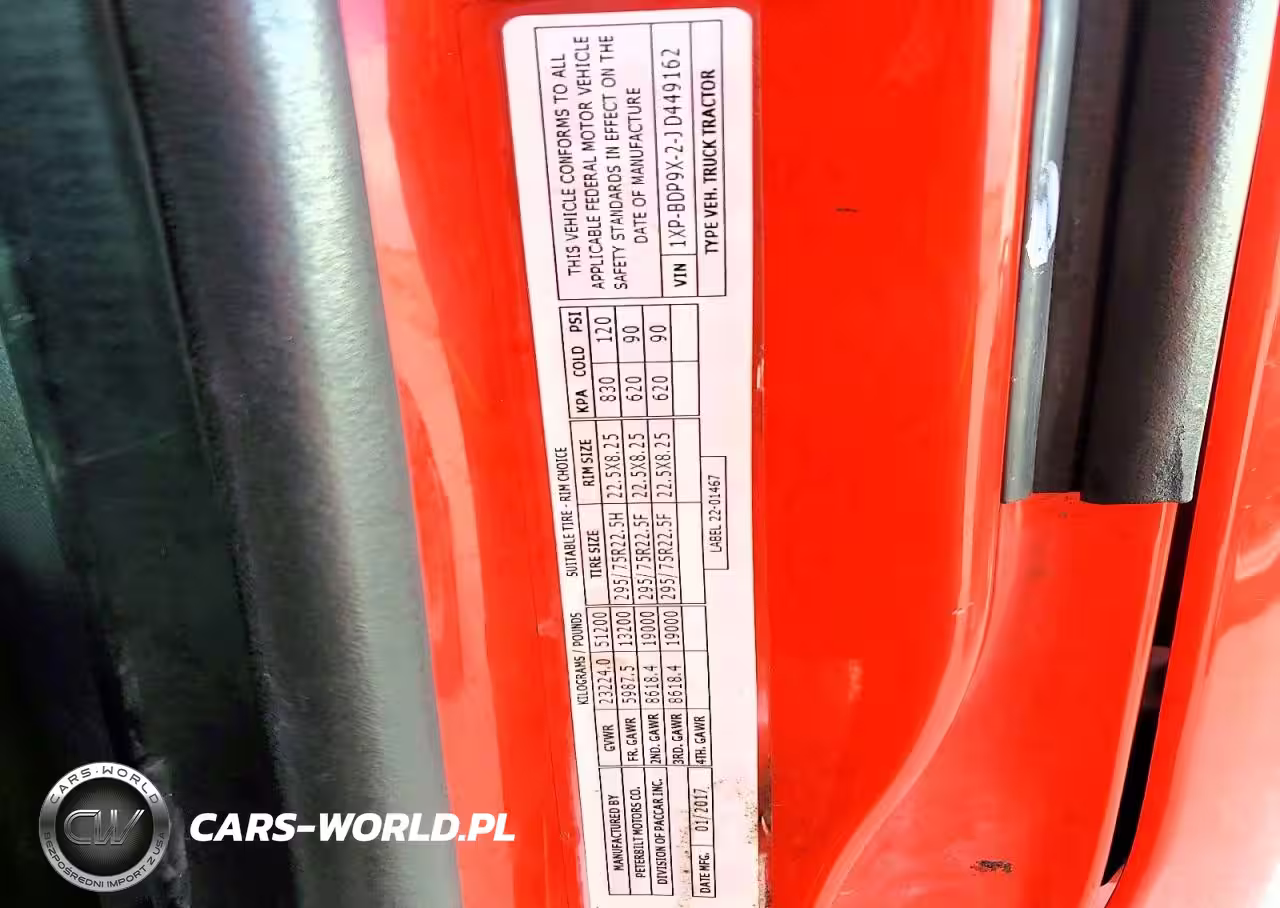 MANUFACTURED BY
PETERBILT MOTORS CO.
DIVISION OF PACCAR INC.
DATE MFG. 01/2017
KILOGRAMS / POUNDS
GVWR 23224.0 51200
FR. GAWR 5987.5 13200
2ND. GAWR 8618.4 19000
3RD. GAWR 8618.4 19000
4TH. GAWR
SUITABLE TIRE - RIM CHOICE
TIRE SIZE RIM SIZE KPA COLD PSI
295/75R22.5H 22.5X8.25 830 120
295/75R22.5F 22.5X8.25 620 90
295/75R22.5F 22.5X8.25 620 90
LABEL 22-01467
THIS VEHICLE CONFORMS TO ALL
APPLICABLE FEDERAL MOTOR VEHICLE
SAFETY STANDARDS IN EFFECT ON THE
DATE OF MANUFACTURE
VIN 1XP-BDP9X-2-JD449162
TYPE VEH. TRUCK TRACTOR
CARS-WORLD
CW
BEZPOŚREDNI IMPORT Z USA
CARS-WORLD.PL